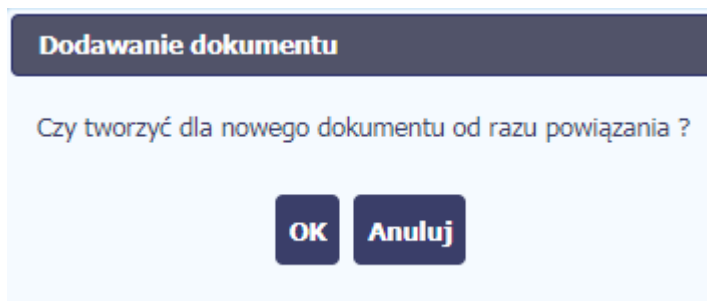 Dodawanie dokumentu
Czy tworzyć dla nowego dokumentu od razu powiązania ?
OK Anuluj